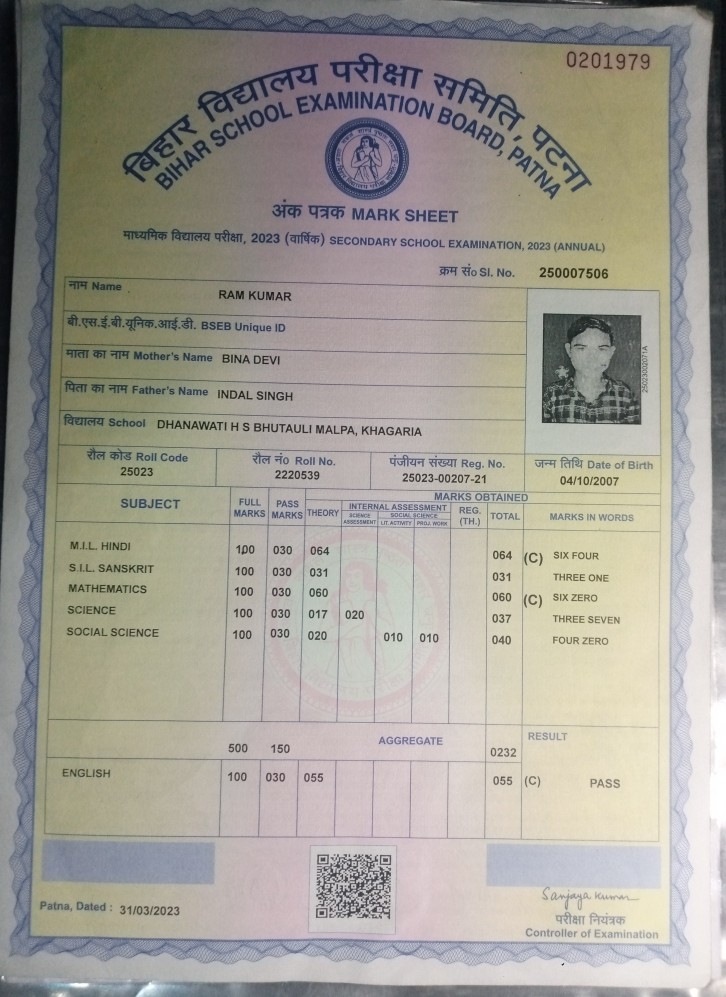 0201979
बिहार विद्यालय परीक्षा समिति, पटना
BIHAR SCHOOL EXAMINATION BOARD, PATNA
अंक पत्रक MARK SHEET
माध्यमिक विद्यालय परीक्षा, 2023 (वार्षिक) SECONDARY SCHOOL EXAMINATION, 2023 (ANNUAL)
क्रम सं० Sl. No. 250007506
नाम Name RAM KUMAR
बी.एस.ई.बी.यूनिक.आई.डी. BSEB Unique ID
माता का नाम Mother's Name BINA DEVI
पिता का नाम Father's Name INDAL SINGH
विद्यालय School DHANAWATI H S BHUTAULI MALPA, KHAGARIA
25023002071A
रौल कोड Roll Code रौल नं० Roll No. पंजीयन संख्या Reg. No. जन्म तिथि Date of Birth
25023 2220539 25023-00207-21 04/10/2007
MARKS OBTAINED
SUBJECT FULL MARKS PASS MARKS THEORY INTERNAL ASSESSMENT REG. (TH.) TOTAL MARKS IN WORDS
SCIENCE ASSESSMENT SOCIAL SCIENCE
LIT. ACTIVITY PROJ. WORK
M.I.L. HINDI 100 030 064 064 (C) SIX FOUR
S.I.L. SANSKRIT 100 030 031 031 THREE ONE
MATHEMATICS 100 030 060 060 (C) SIX ZERO
SCIENCE 100 030 017 020 037 THREE SEVEN
SOCIAL SCIENCE 100 030 020 010 010 040 FOUR ZERO
500 150 AGGREGATE 0232 RESULT
ENGLISH 100 030 055 055 (C) PASS
Patna, Dated : 31/03/2023
Sanjaya Kumar
परीक्षा नियंत्रक
Controller of Examination